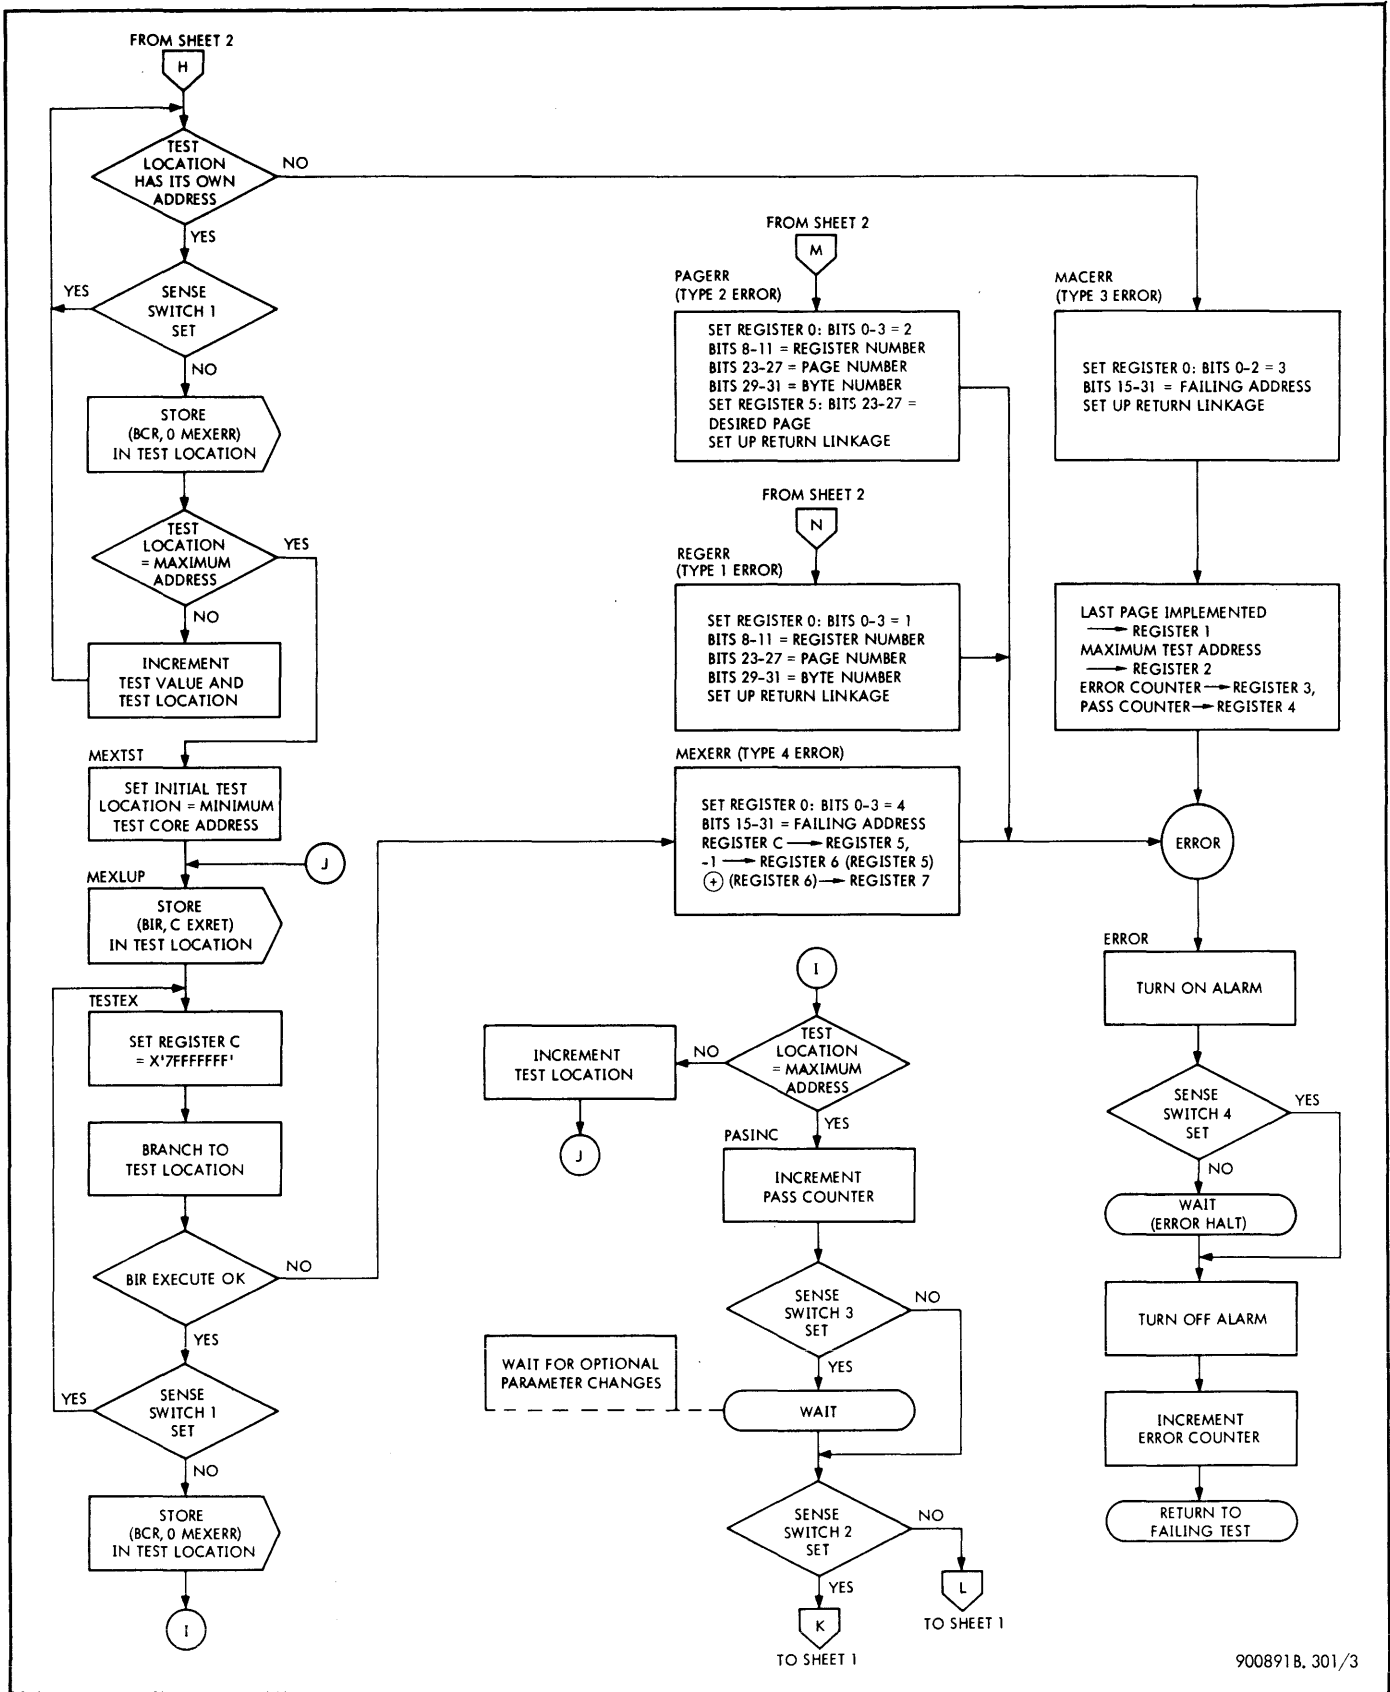 FROM SHEET 2
H
TEST
LOCATION
HAS ITS OWN
ADDRESS
NO
YES
SENSE
SWITCH 1
SET
YES
NO
STORE
(BCR, 0 MEXERR)
IN TEST LOCATION
TEST
LOCATION
= MAXIMUM
ADDRESS
YES
NO
INCREMENT
TEST VALUE AND
TEST LOCATION
MEXTST
SET INITIAL TEST
LOCATION = MINIMUM
TEST CORE ADDRESS
J
MEXLUP
STORE
(BIR, C EXRET)
IN TEST LOCATION
TESTEX
SET REGISTER C
= X'7FFFFFFF'
BRANCH TO
TEST LOCATION
BIR EXECUTE OK
NO
YES
SENSE
SWITCH 1
SET
YES
NO
STORE
(BCR, 0 MEXERR)
IN TEST LOCATION
I
FROM SHEET 2
M
PAGERR
(TYPE 2 ERROR)
SET REGISTER 0: BITS 0-3 = 2
BITS 8-11 = REGISTER NUMBER
BITS 23-27 = PAGE NUMBER
BITS 29-31 = BYTE NUMBER
SET REGISTER 5: BITS 23-27 =
DESIRED PAGE
SET UP RETURN LINKAGE
FROM SHEET 2
N
REGERR
(TYPE 1 ERROR)
SET REGISTER 0: BITS 0-3 = 1
BITS 8-11 = REGISTER NUMBER
BITS 23-27 = PAGE NUMBER
BITS 29-31 = BYTE NUMBER
SET UP RETURN LINKAGE
MEXERR (TYPE 4 ERROR)
SET REGISTER 0: BITS 0-3 = 4
BITS 15-31 = FAILING ADDRESS
REGISTER C → REGISTER 5,
-1 → REGISTER 6 (REGISTER 5)
⊕ (REGISTER 6) → REGISTER 7
I
TEST
LOCATION
= MAXIMUM
ADDRESS
NO
INCREMENT
TEST LOCATION
J
YES
PASINC
INCREMENT
PASS COUNTER
SENSE
SWITCH 3
SET
NO
YES
WAIT FOR OPTIONAL
PARAMETER CHANGES
WAIT
SENSE
SWITCH 2
SET
NO
YES
L
TO SHEET 1
K
TO SHEET 1
MACERR
(TYPE 3 ERROR)
SET REGISTER 0: BITS 0-2 = 3
BITS 15-31 = FAILING ADDRESS
SET UP RETURN LINKAGE
LAST PAGE IMPLEMENTED
→ REGISTER 1
MAXIMUM TEST ADDRESS
→ REGISTER 2
ERROR COUNTER → REGISTER 3,
PASS COUNTER → REGISTER 4
ERROR
ERROR
TURN ON ALARM
SENSE
SWITCH 4
SET
YES
NO
WAIT
(ERROR HALT)
TURN OFF ALARM
INCREMENT
ERROR COUNTER
RETURN TO
FAILING TEST
900891B. 301/3